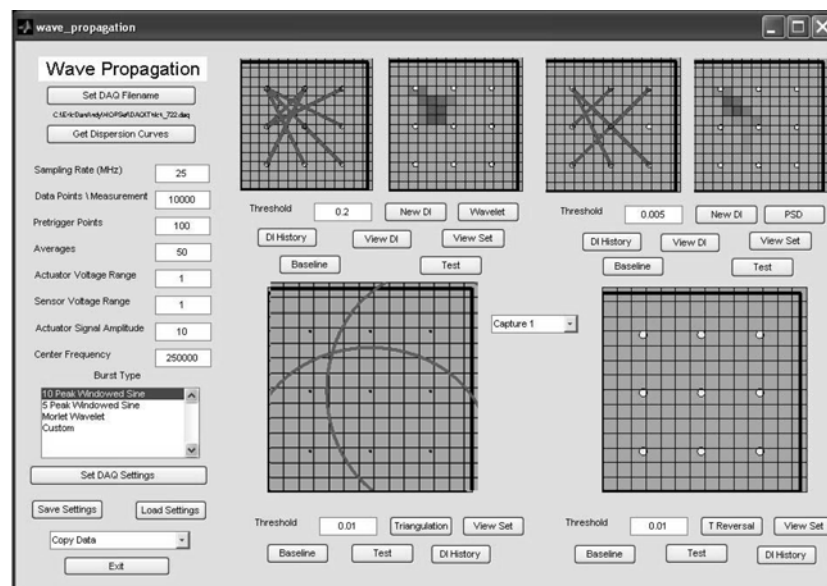 wave_propagation
Wave Propagation
Set DAQ Filename
Get Dispersion Curves
Sampling Rate (MHz) 25
Data Points \ Measurement 10000
Pretrigger Points 100
Averages 50
Actuator Voltage Range 1
Sensor Voltage Range 1
Actuator Signal Amplitude 10
Center Frequency 250000
Burst Type
10 Peak Windowed Sine
5 Peak Windowed Sine
Morlet Wavelet
Custom
Set DAQ Settings
Save Settings Load Settings
Copy Data
Exit
Threshold 0.2 New DI Wavelet
DI History View DI View Set
Baseline Test
Threshold 0.005 New DI PSD
DI History View DI View Set
Baseline Test
Capture 1
Threshold 0.01 Triangulation View Set
Baseline Test DI History
Threshold 0.01 T Reversal View Set
Baseline Test DI History